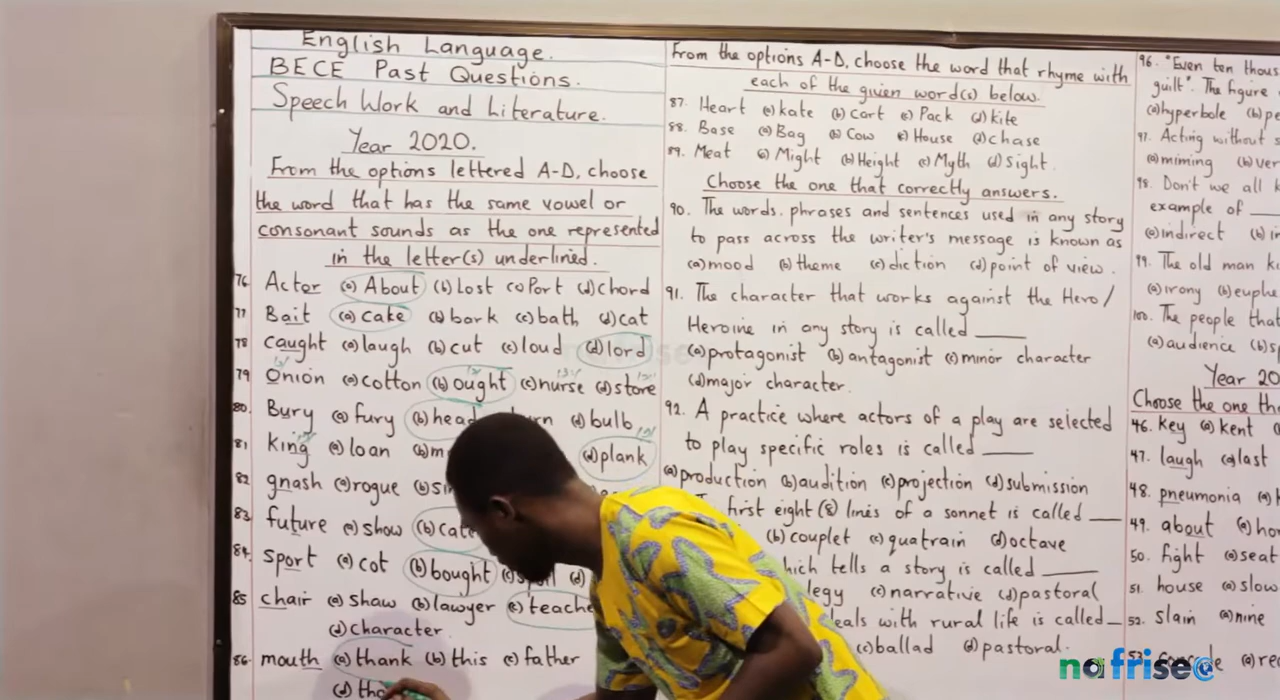 English Language.
BECE Past Questions.
Speech Work and Literature.
Year 2020.
From the options lettered A-D, choose
the word that has the same vowel or
consonant sounds as the one represented
in the letter(s) underlined.
76. Actor (a) About (b) Lost (c) Port (d) chord
77 Bait (a) cake (b) bark (c) bath (d) cat
78 caught (a) laugh (b) cut (c) loud (d) lord
79 Onion (a) cotton (b) ought (c) nurse (d) store
80. Bury (a) fury (b) head (d) bulb
81 king (a) loan (d) plank
82 gnash (a) rogue
83 future (a) show (b)
84. sport (a) cot (b) bought
85 chair (a) shaw (b) lawyer (c)
(d) character
86. mouth (a) thank (b) this (c) father
(d)
From the options A-D, choose the word that rhyme with
each of the given word(s) below.
87. Heart (a) kate (b) Cart (c) Pack (d) kite
88. Base (a) Bag (b) Cow (c) House (d) chase
89. Meat (a) Might (b) Height (c) Myth (d) Sight.
Choose the one that correctly answers.
90. The words, phrases and sentences used in any story
to pass across the writer's message is known as
(a) mood (b) theme (c) diction (d) point of view.
91. The character that works against the Hero/
Heroine in any story is called ____
(a) protagonist (b) antagonist (c) minor character
(d) major character.
92. A practice where actors of a play are selected
to play specific roles is called ____
(a) production (b) audition (c) projection (d) submission
first eight (8) lines of a sonnet is called ____
(b) couplet (c) quatrain (d) octave
which tells a story is called ____
(c) narrative (d) pastoral
deals with rural life is called ____
(c) ballad (d) pastoral.
96. "Even ten
guilt". The figure
(a) hyperbole (b)
97. Acting without
(a) miming (b)
98. Don't we all
example of ____
(a) indirect (b)
99. The old man
(a) irony (b)
100. The people that
(a) audience (b)
Year
Choose the one
46. key (a) kent
47. laugh (a) last
48. pneumonia (a)
49. about (a)
50. fight (a) seat
51. house (a) slow
52. slain (a) nine
nafrisee